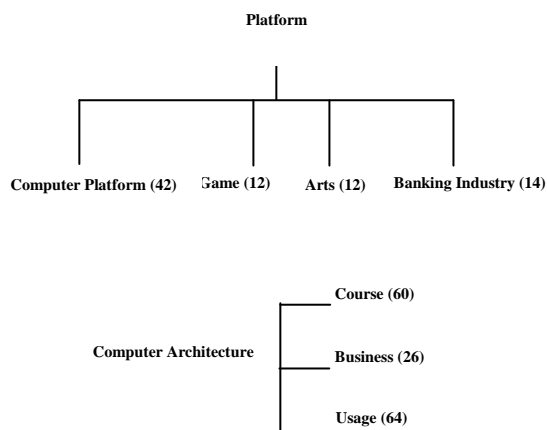 Platform
Computer Platform (42) Game (12) Arts (12) Banking Industry (14)
Course (60)
Computer Architecture
Business (26)
Usage (64)